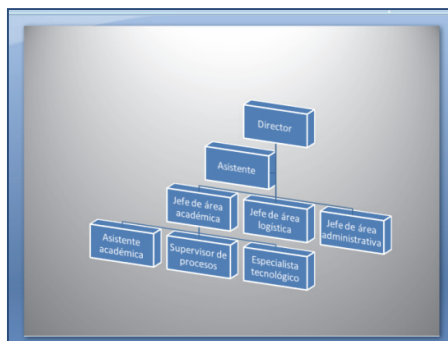 Director
Asistente
Jefe de área
académica
Jefe de área
logística
Jefe de área
administrativa
Asistente
académica
Supervisor de
procesos
Especialista
tecnológico